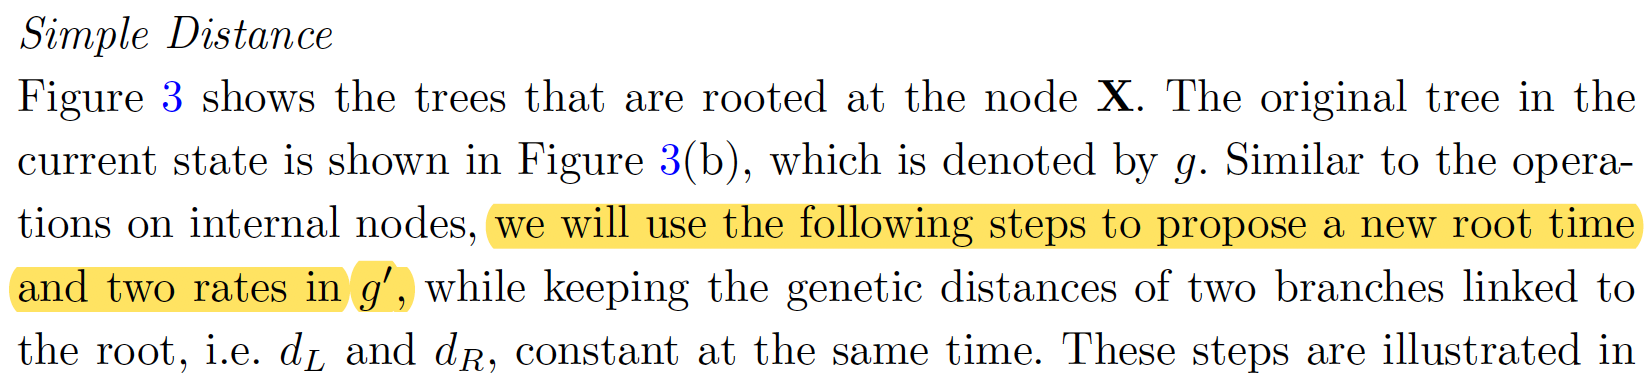 Simple Distance
Figure 3 shows the trees that are rooted at the node X. The original tree in the
current state is shown in Figure 3(b), which is denoted by g. Similar to the opera-
tions on internal nodes, we will use the following steps to propose a new root time
and two rates in g′, while keeping the genetic distances of two branches linked to
the root, i.e. d_L and d_R, constant at the same time. These steps are illustrated in